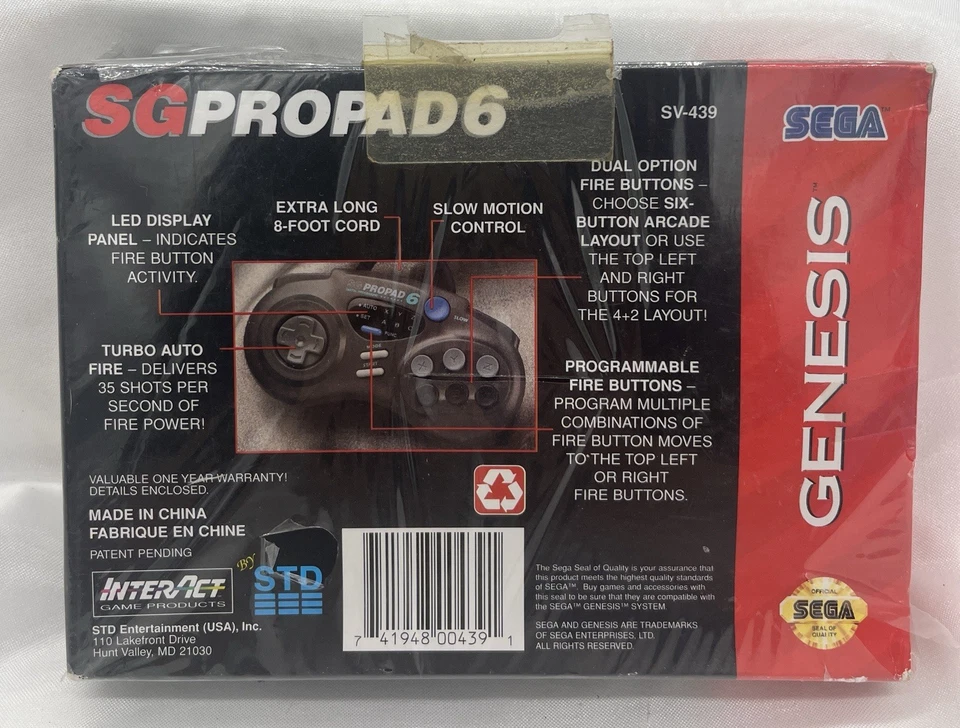 SGPROPAD6
SV-439
SEGA™
GENESIS™
LED DISPLAY
PANEL – INDICATES
FIRE BUTTON
ACTIVITY.
EXTRA LONG
8-FOOT CORD
SLOW MOTION
CONTROL
DUAL OPTION
FIRE BUTTONS –
CHOOSE SIX-
BUTTON ARCADE
LAYOUT OR USE
THE TOP LEFT
AND RIGHT
BUTTONS FOR
THE 4+2 LAYOUT!
SGPROPAD 6
AUTO
SLOW
TURBO AUTO
FIRE – DELIVERS
35 SHOTS PER
SECOND OF
FIRE POWER!
PROGRAMMABLE
FIRE BUTTONS –
PROGRAM MULTIPLE
COMBINATIONS OF
FIRE BUTTON MOVES
TO THE TOP LEFT
OR RIGHT
FIRE BUTTONS.
VALUABLE ONE YEAR WARRANTY!
DETAILS ENCLOSED.
MADE IN CHINA
FABRIQUE EN CHINE
PATENT PENDING
INTERACT
GAME PRODUCTS
BY
STD
STD Entertainment (USA), Inc.
110 Lakefront Drive
Hunt Valley, MD 21030
7 41948 00439 1
The Sega Seal of Quality is your assurance that
this product meets the highest quality standards
of SEGA™. Buy games and accessories with
this seal to be sure that they are compatible with
the SEGA™ GENESIS™ SYSTEM.
SEGA AND GENESIS ARE TRADEMARKS
OF SEGA ENTERPRISES. LTD.
ALL RIGHTS RESERVED.
OFFICIAL
SEGA
SEAL OF
QUALITY